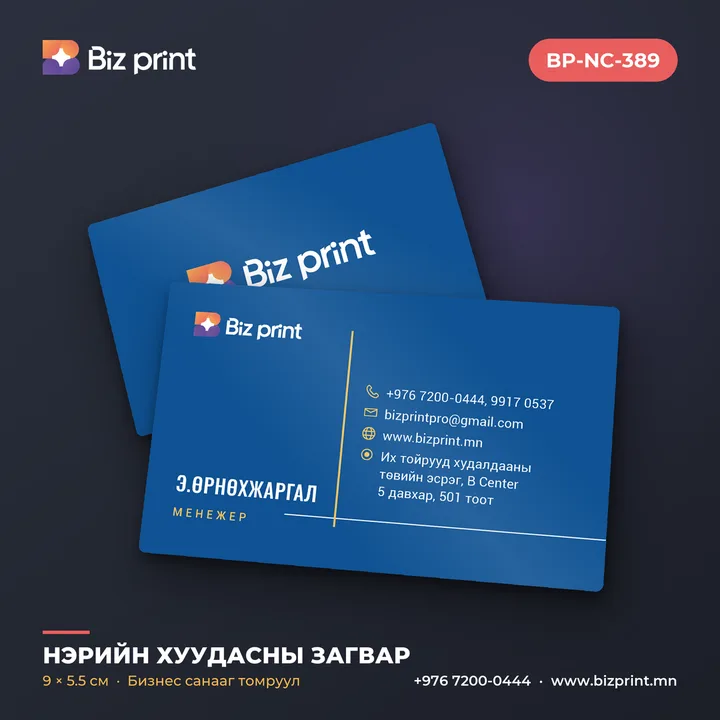 Biz print
BP-NC-389
Biz print
Biz print
+976 7200-0444, 9917 0537
bizprintpro@gmail.com
www.bizprint.mn
Их тойрууд худалдааны
төвийн эсрэг, B Center
5 давхар, 501 тоот
Э.ӨРНӨХЖАРГАЛ
МЕНЕЖЕР
НЭРИЙН ХУУДАСНЫ ЗАГВАР
9 × 5.5 см · Бизнес санааг томруул
+976 7200-0444 · www.bizprint.mn